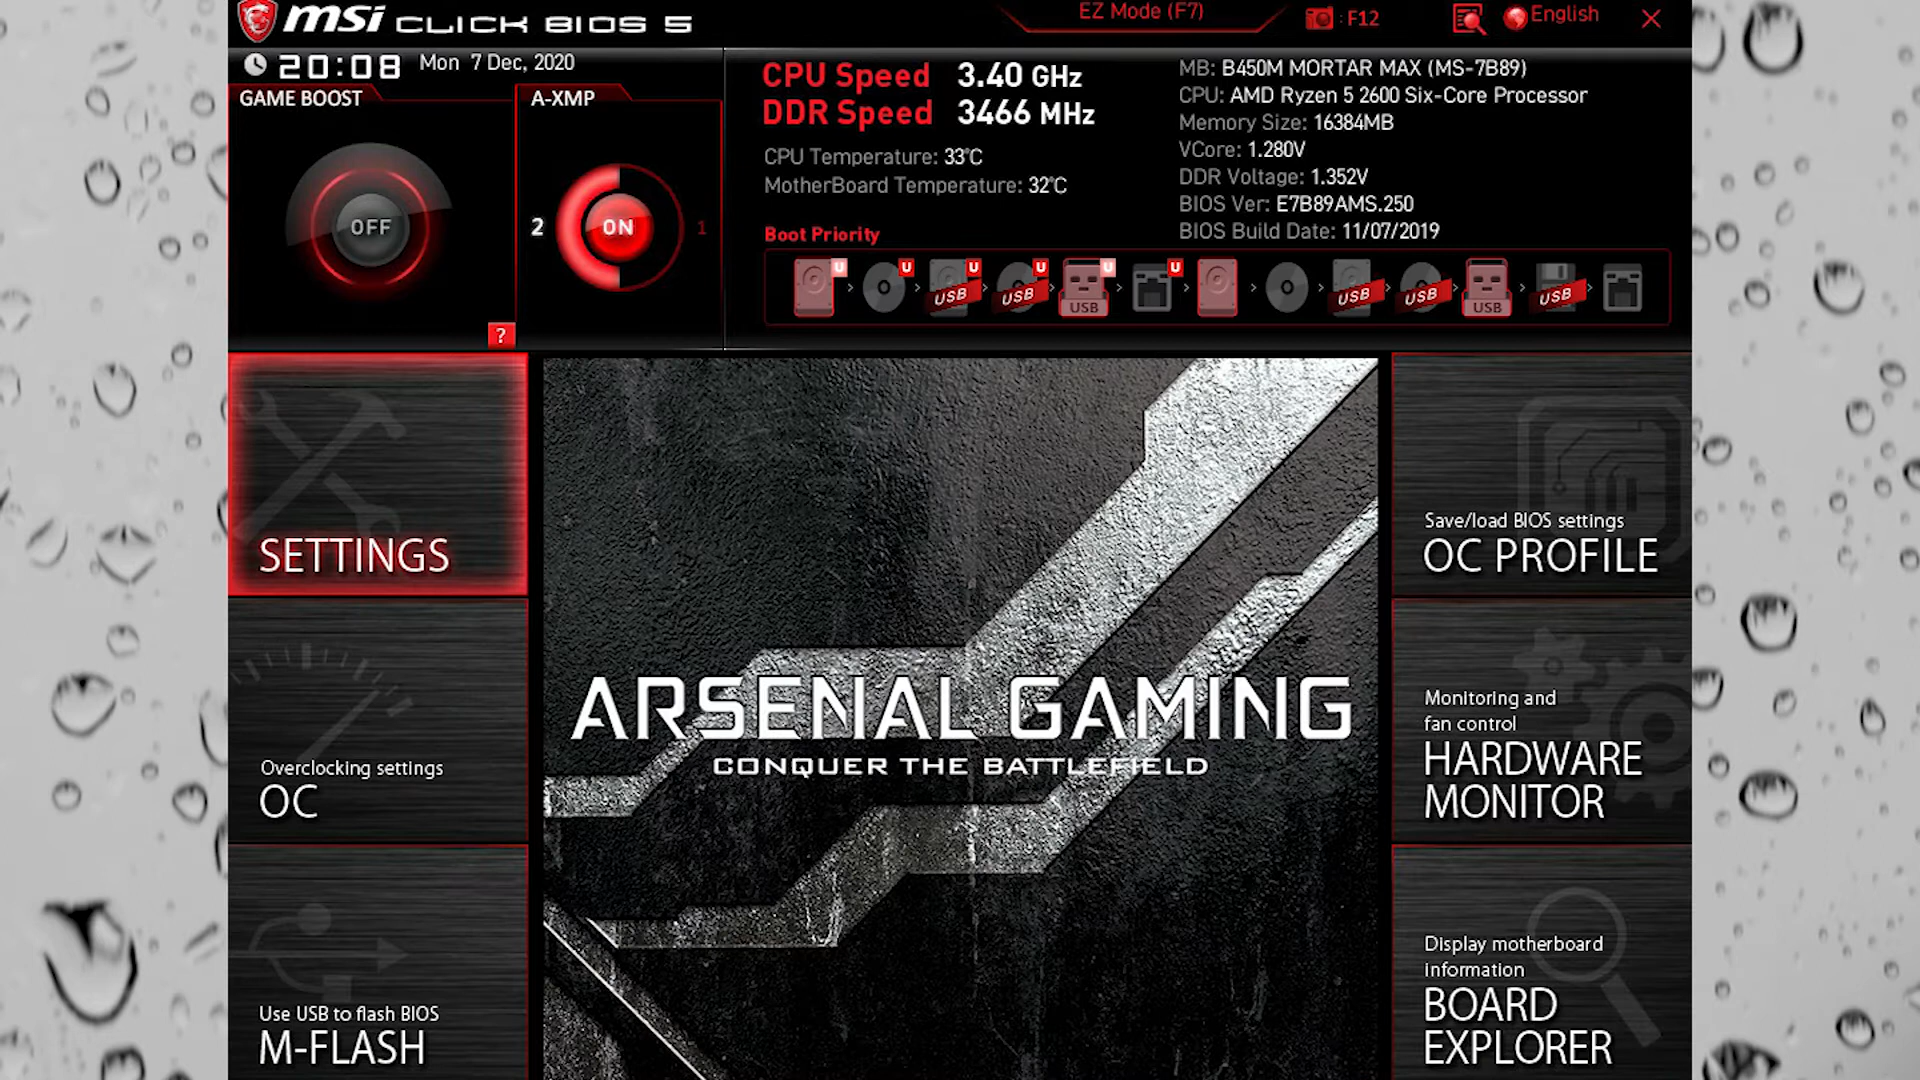 msi CLICK BIOS 5
EZ Mode (F7)
: F12
English
20:08 Mon 7 Dec, 2020
GAME BOOST
OFF
?
A-XMP
2 ON 1
CPU Speed 3.40 GHz
DDR Speed 3466 MHz
CPU Temperature: 33°C
MotherBoard Temperature: 32°C
MB: B450M MORTAR MAX (MS-7B89)
CPU: AMD Ryzen 5 2600 Six-Core Processor
Memory Size: 16384MB
VCore: 1.280V
DDR Voltage: 1.352V
BIOS Ver: E7B89AMS.250
BIOS Build Date: 11/07/2019
Boot Priority
U U U U U U
USB USB USB USB USB USB USB
SETTINGS
Overclocking settings
OC
Use USB to flash BIOS
M-FLASH
ARSENAL GAMING
CONQUER THE BATTLEFIELD
Save/load BIOS settings
OC PROFILE
Monitoring and
fan control
HARDWARE
MONITOR
Display motherboard
information
BOARD
EXPLORER